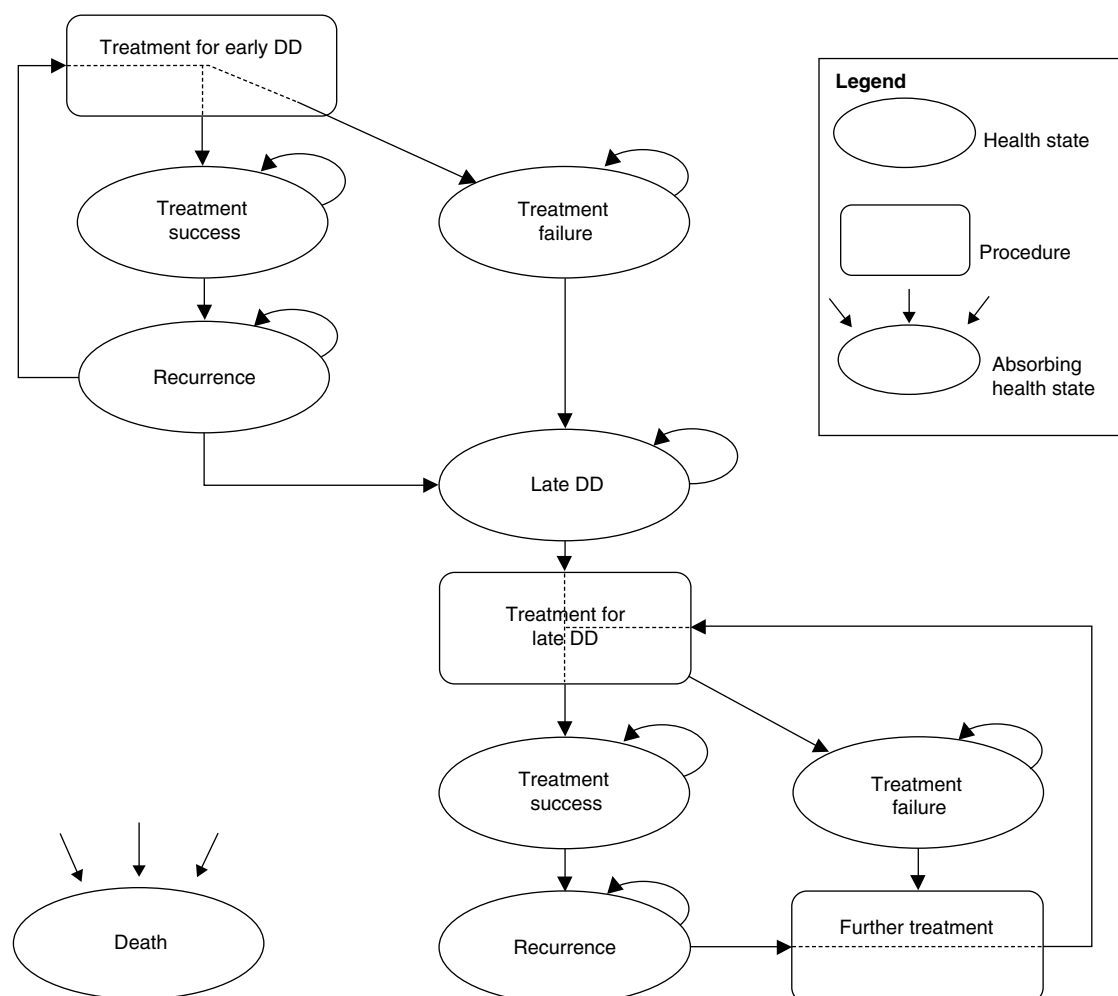 Treatment for early DD
Treatment
success
Treatment
failure
Recurrence
Late DD
Treatment for
late DD
Treatment
success
Treatment
failure
Recurrence
Further treatment
Death
Legend
Health state
Procedure
Absorbing
health state